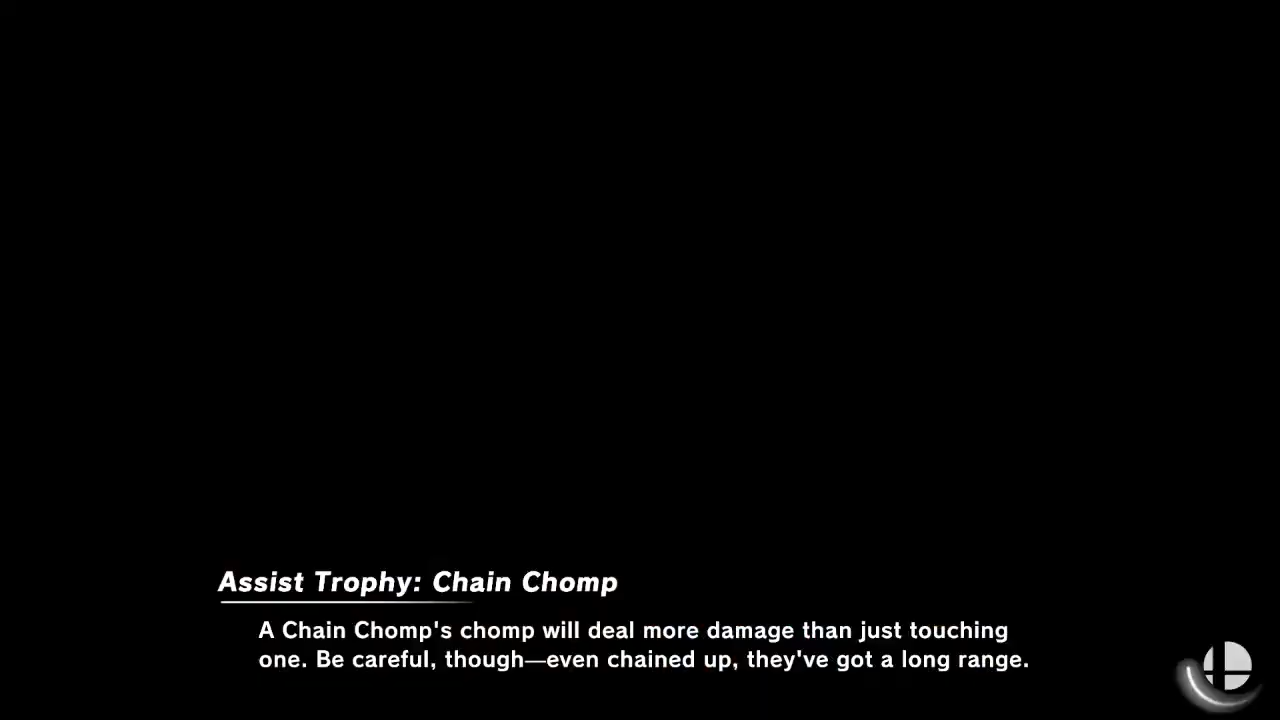 Assist Trophy: Chain Chomp
A Chain Chomp's chomp will deal more damage than just touching
one. Be careful, though—even chained up, they've got a long range.